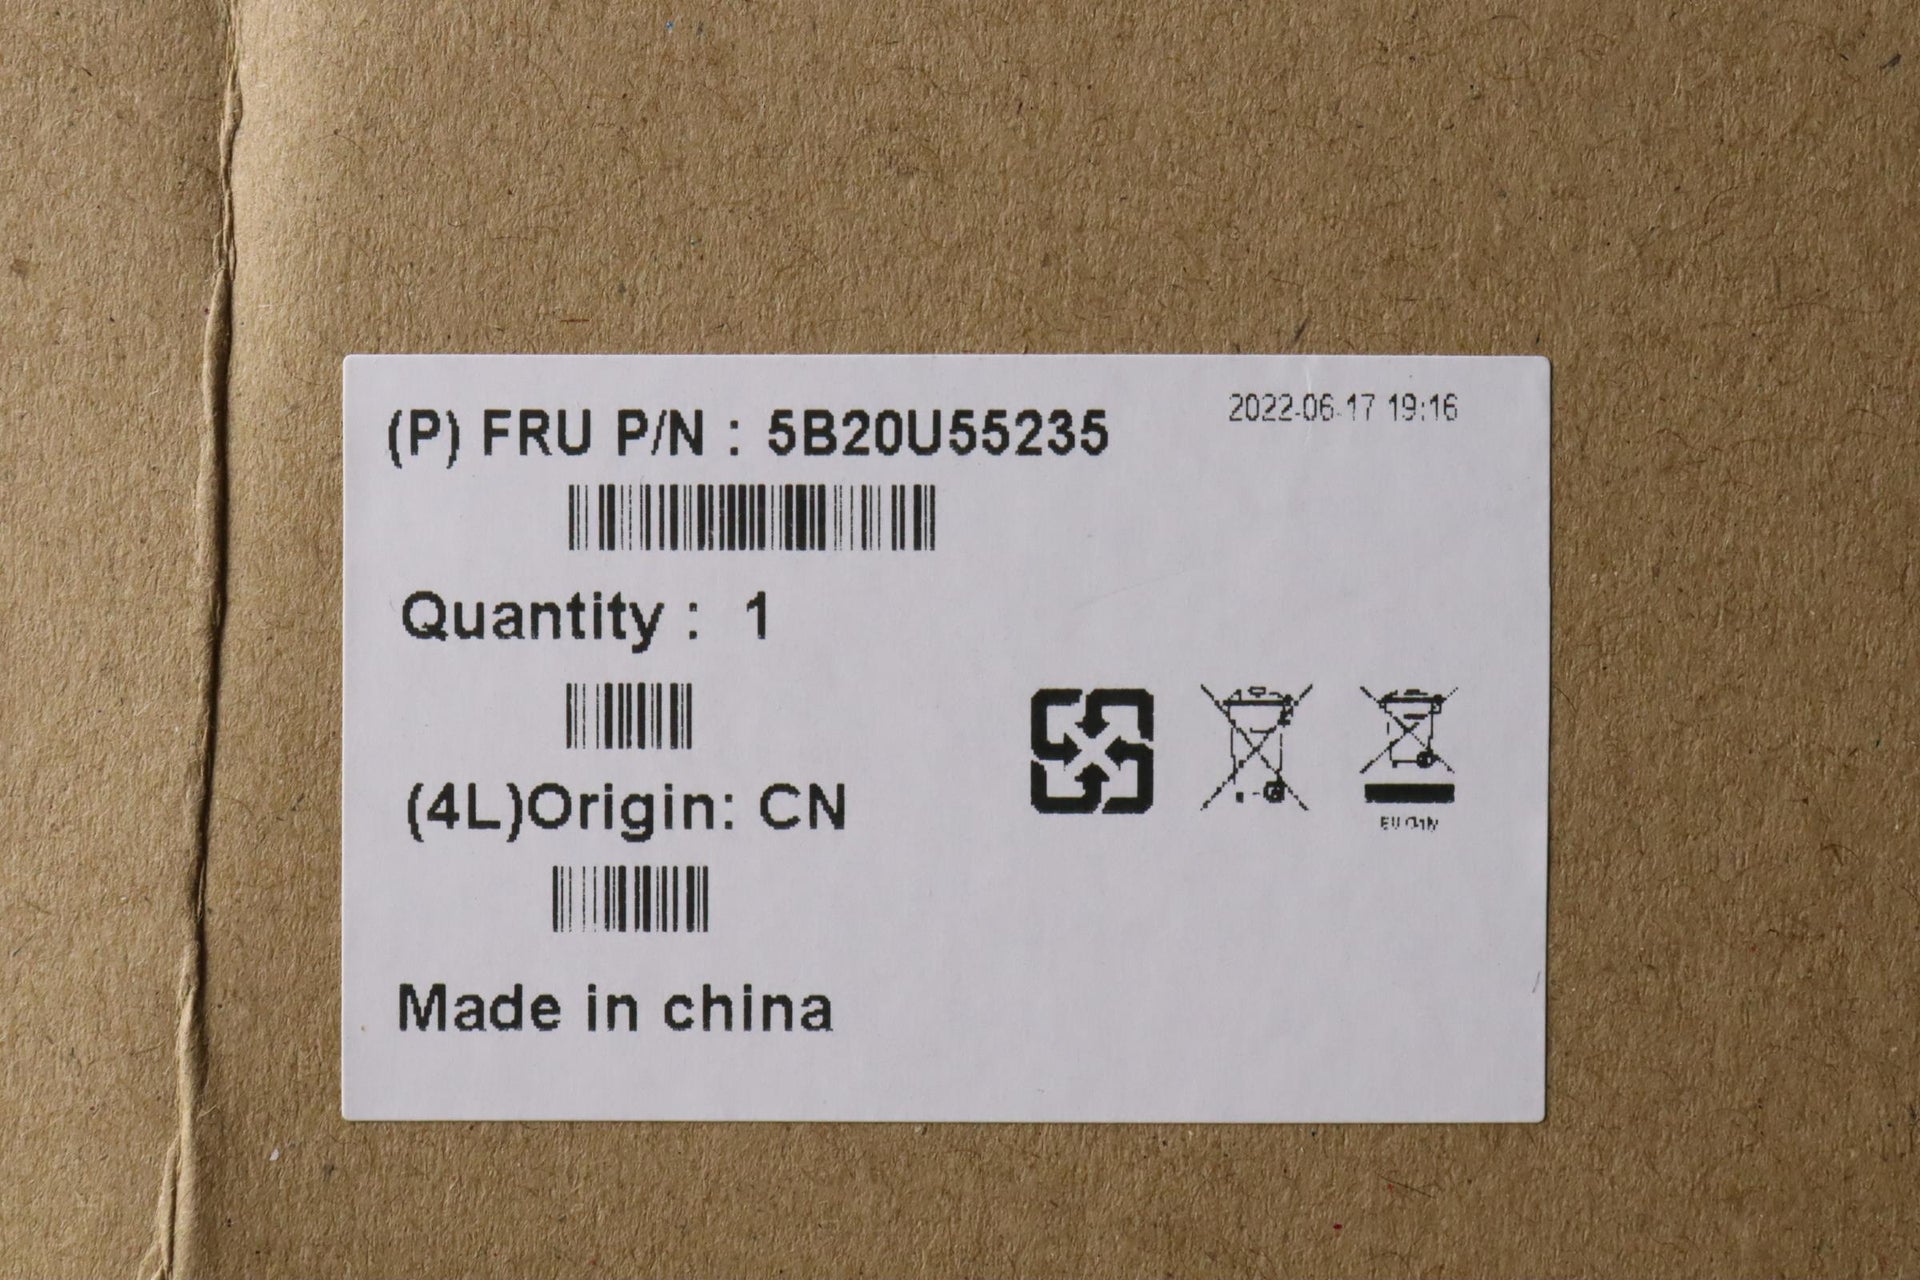 (P) FRU P/N : 5B20U55235
2022-06-17 19:16
Quantity : 1
(4L)Origin: CN
Made in china